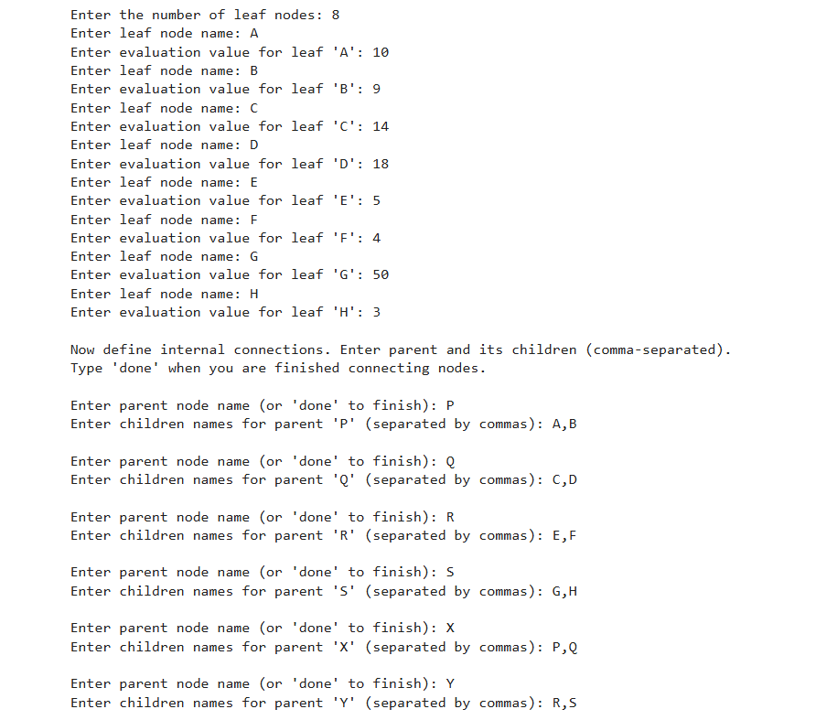 Enter the number of leaf nodes: 8
Enter leaf node name: A
Enter evaluation value for leaf 'A': 10
Enter leaf node name: B
Enter evaluation value for leaf 'B': 9
Enter leaf node name: C
Enter evaluation value for leaf 'C': 14
Enter leaf node name: D
Enter evaluation value for leaf 'D': 18
Enter leaf node name: E
Enter evaluation value for leaf 'E': 5
Enter leaf node name: F
Enter evaluation value for leaf 'F': 4
Enter leaf node name: G
Enter evaluation value for leaf 'G': 50
Enter leaf node name: H
Enter evaluation value for leaf 'H': 3
Now define internal connections. Enter parent and its children (comma-separated).
Type 'done' when you are finished connecting nodes.
Enter parent node name (or 'done' to finish): P
Enter children names for parent 'P' (separated by commas): A,B
Enter parent node name (or 'done' to finish): Q
Enter children names for parent 'Q' (separated by commas): C,D
Enter parent node name (or 'done' to finish): R
Enter children names for parent 'R' (separated by commas): E,F
Enter parent node name (or 'done' to finish): S
Enter children names for parent 'S' (separated by commas): G,H
Enter parent node name (or 'done' to finish): X
Enter children names for parent 'X' (separated by commas): P,Q
Enter parent node name (or 'done' to finish): Y
Enter children names for parent 'Y' (separated by commas): R,S